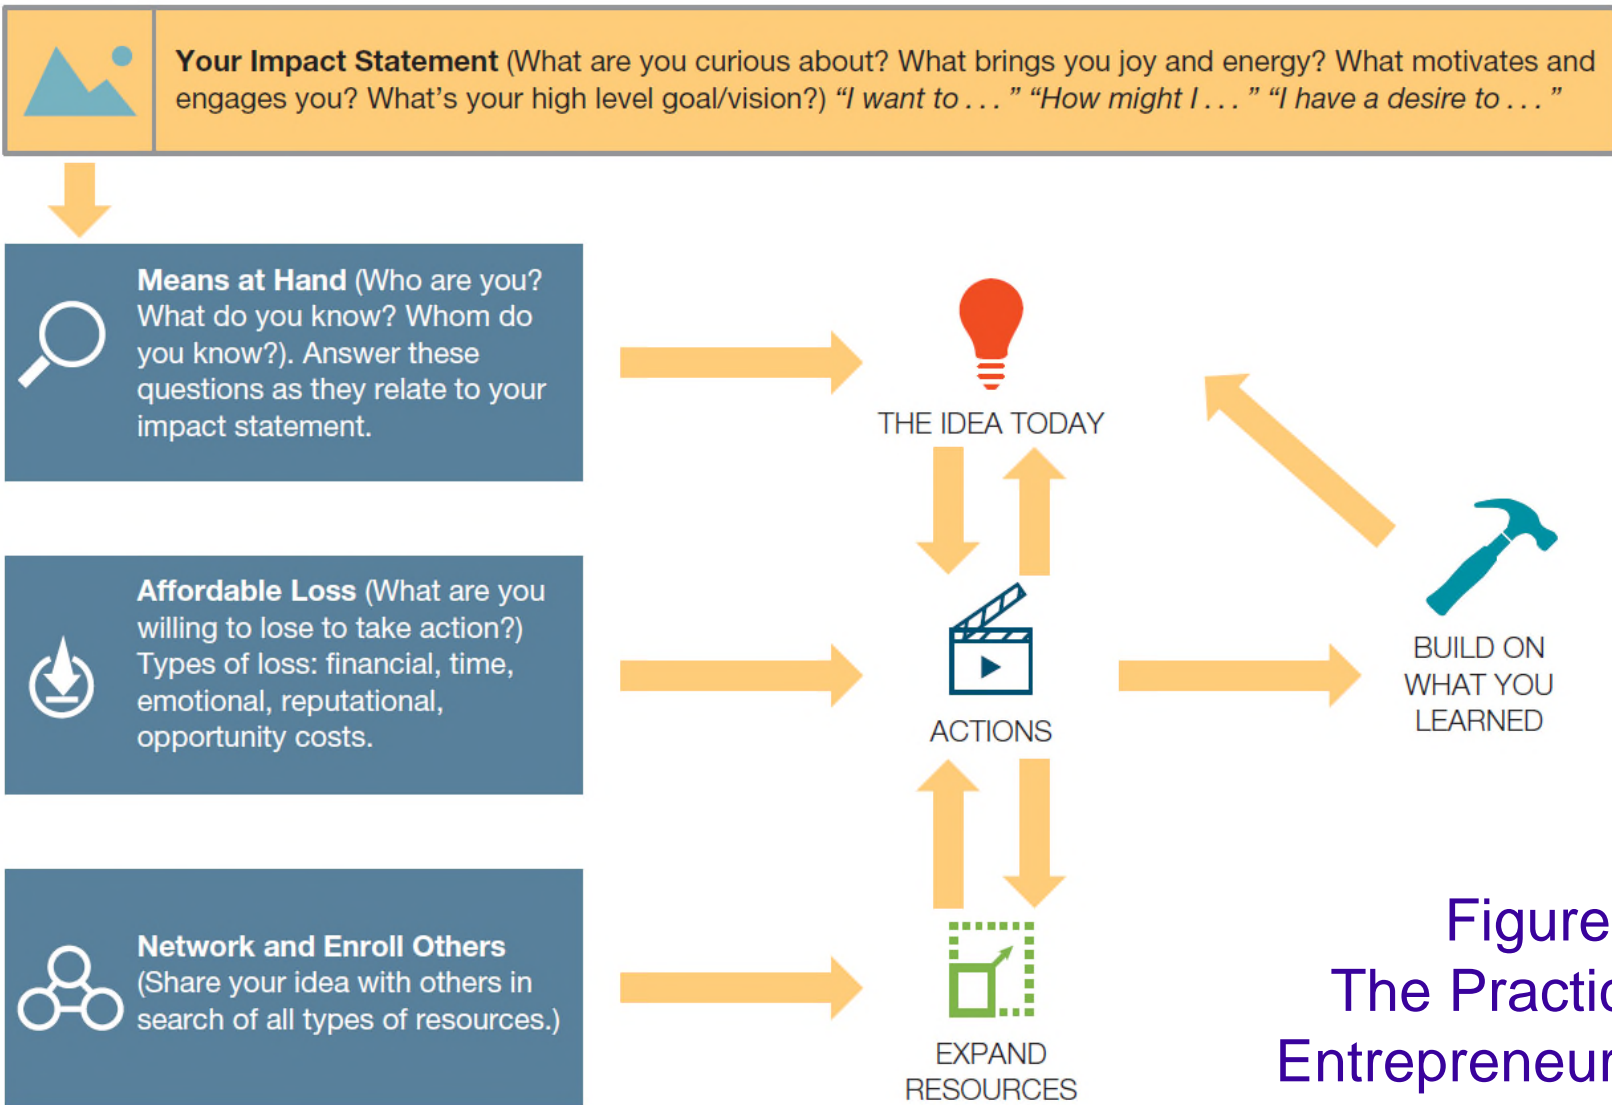 Your Impact Statement (What are you curious about? What brings you joy and energy? What motivates and
engages you? What’s your high level goal/vision?) “I want to . . . ” “How might I . . . ” “I have a desire to . . . ”
Means at Hand (Who are you?
What do you know? Whom do
you know?). Answer these
questions as they relate to your
impact statement.
THE IDEA TODAY
Affordable Loss (What are you
willing to lose to take action?)
Types of loss: financial, time,
emotional, reputational,
opportunity costs.
ACTIONS
BUILD ON
WHAT YOU
LEARNED
Network and Enroll Others
(Share your idea with others in
search of all types of resources.)
EXPAND
RESOURCES
Figure
The